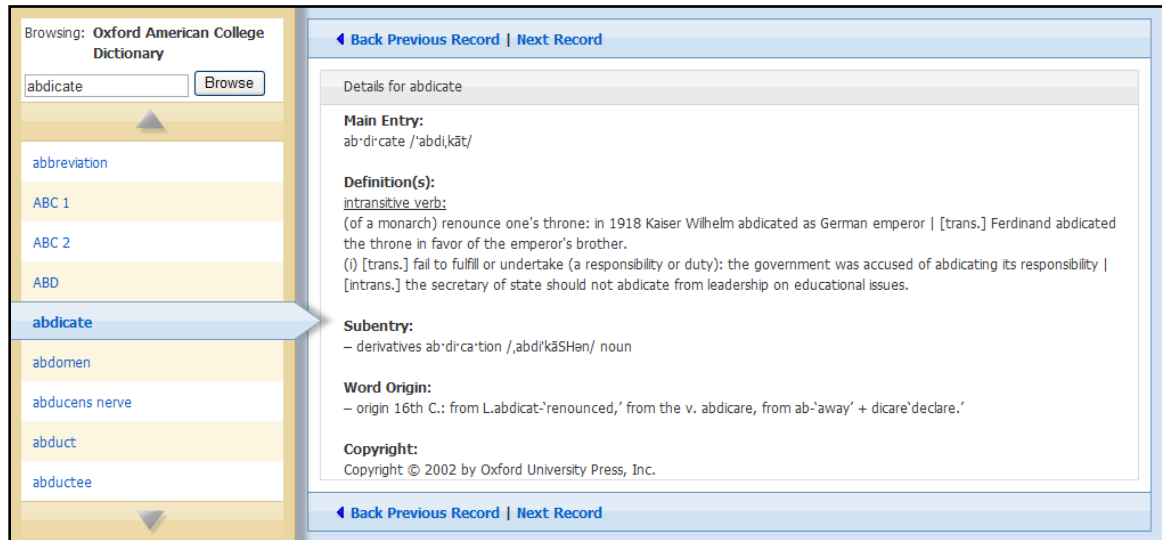 Browsing: Oxford American College
Dictionary
abdicate Browse
abbreviation
ABC 1
ABC 2
ABD
abdicate
abdomen
abducens nerve
abduct
abductee
Back Previous Record | Next Record
Details for abdicate
Main Entry:
ab·di·cate /ˈabdiˌkāt/
Definition(s):
intransitive verb:
(of a monarch) renounce one's throne: in 1918 Kaiser Wilhelm abdicated as German emperor | [trans.] Ferdinand abdicated
the throne in favor of the emperor's brother.
(i) [trans.] fail to fulfill or undertake (a responsibility or duty): the government was accused of abdicating its responsibility |
[intrans.] the secretary of state should not abdicate from leadership on educational issues.
Subentry:
– derivatives ab·di·ca·tion /ˌabdi'kāSHən/ noun
Word Origin:
– origin 16th C.: from L.abdicat-‘renounced,’ from the v. abdicare, from ab-‘away’ + dicare‘declare.’
Copyright:
Copyright © 2002 by Oxford University Press, Inc.
Back Previous Record | Next Record